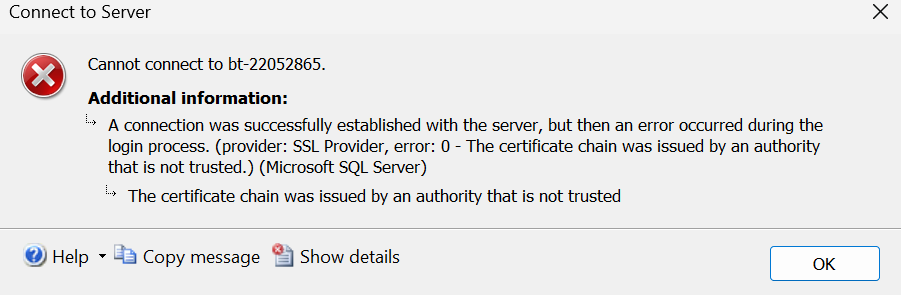 Connect to Server
Cannot connect to bt-22052865.
Additional information:
A connection was successfully established with the server, but then an error occurred during the
login process. (provider: SSL Provider, error: 0 - The certificate chain was issued by an authority
that is not trusted.) (Microsoft SQL Server)
The certificate chain was issued by an authority that is not trusted
Help Copy message Show details
OK